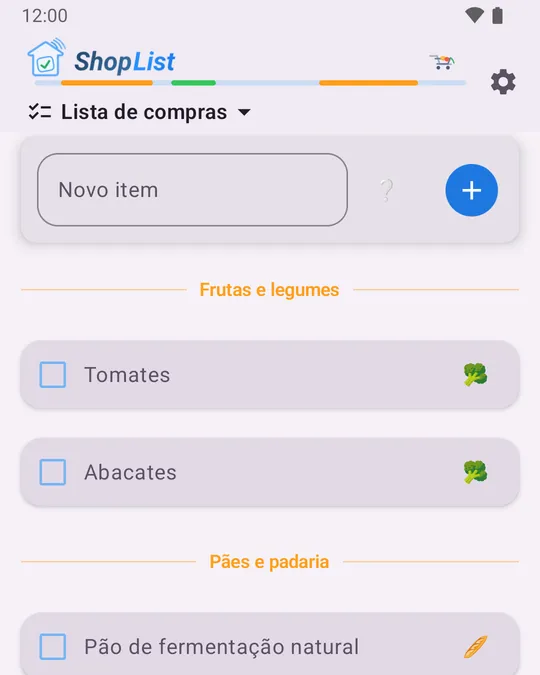 12:00
ShopList
Lista de compras
Novo item
Frutas e legumes
Tomates
Abacates
Pães e padaria
Pão de fermentação natural